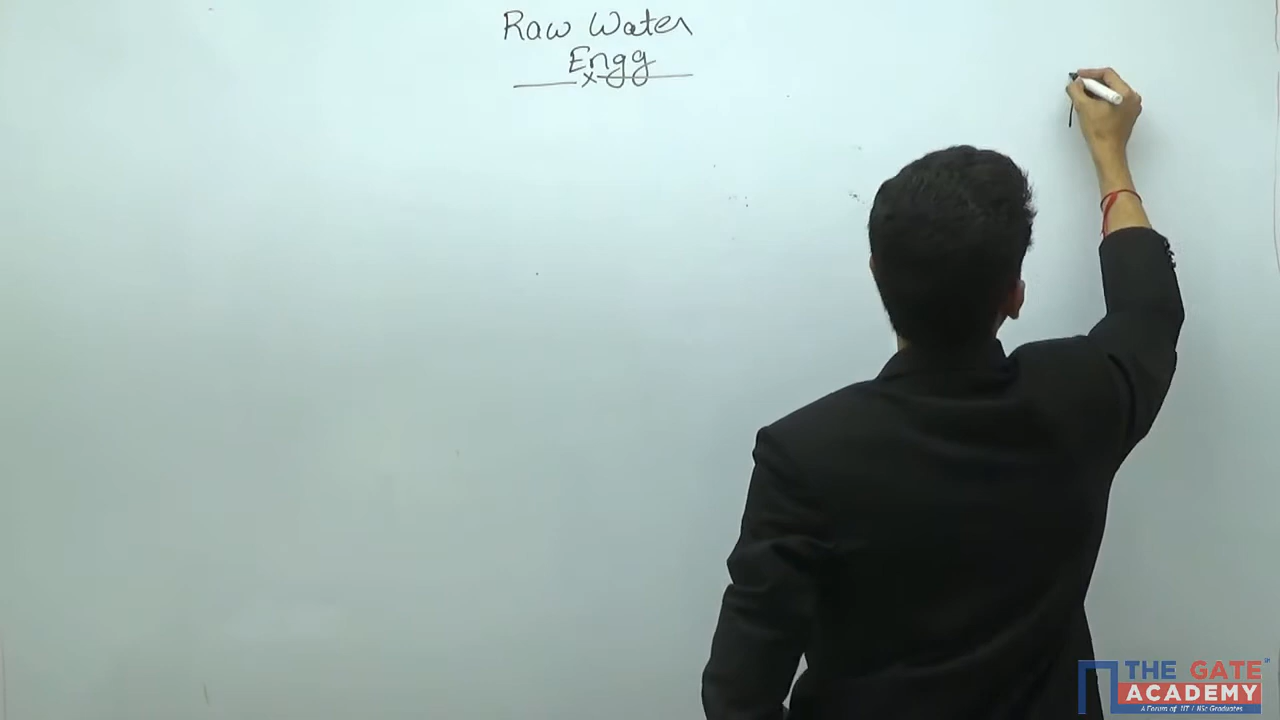 Raw Water
Engg
x
THE GATE
ACADEMY
A Forum of IIT / IISc Graduates